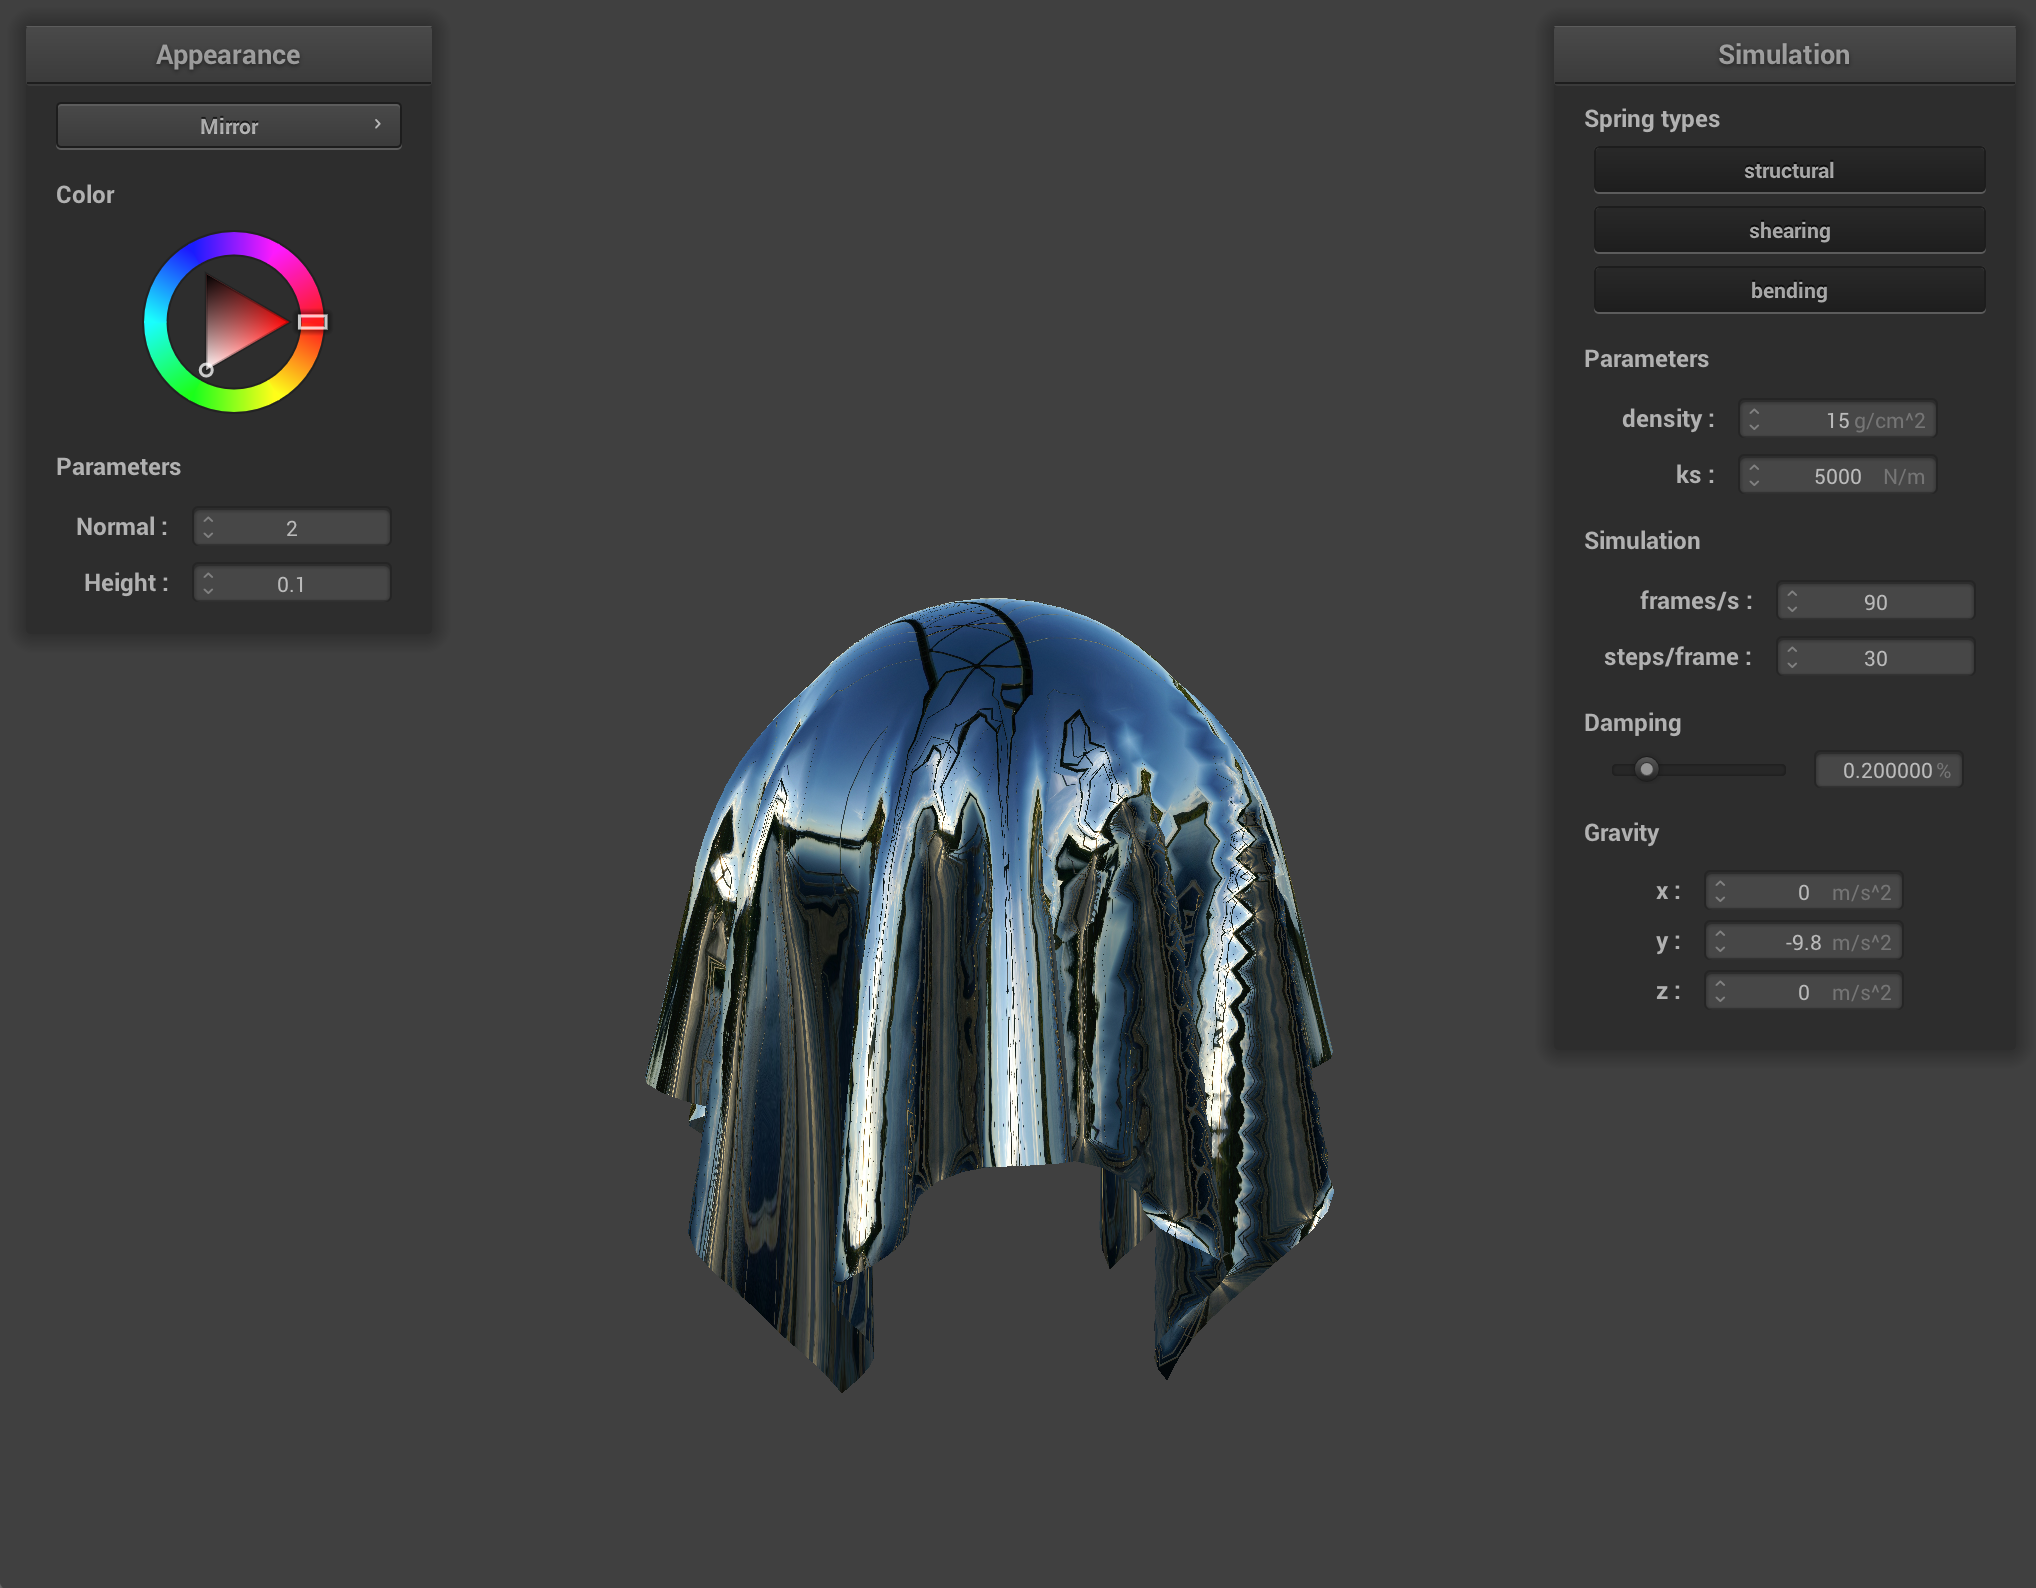 Appearance
Mirror
Color
Parameters
Normal : 2
Height : 0.1
Simulation
Spring types
structural
shearing
bending
Parameters
density : 15 g/cm^2
ks : 5000 N/m
Simulation
frames/s : 90
steps/frame : 30
Damping
0.200000 %
Gravity
x : 0 m/s^2
y : -9.8 m/s^2
z : 0 m/s^2